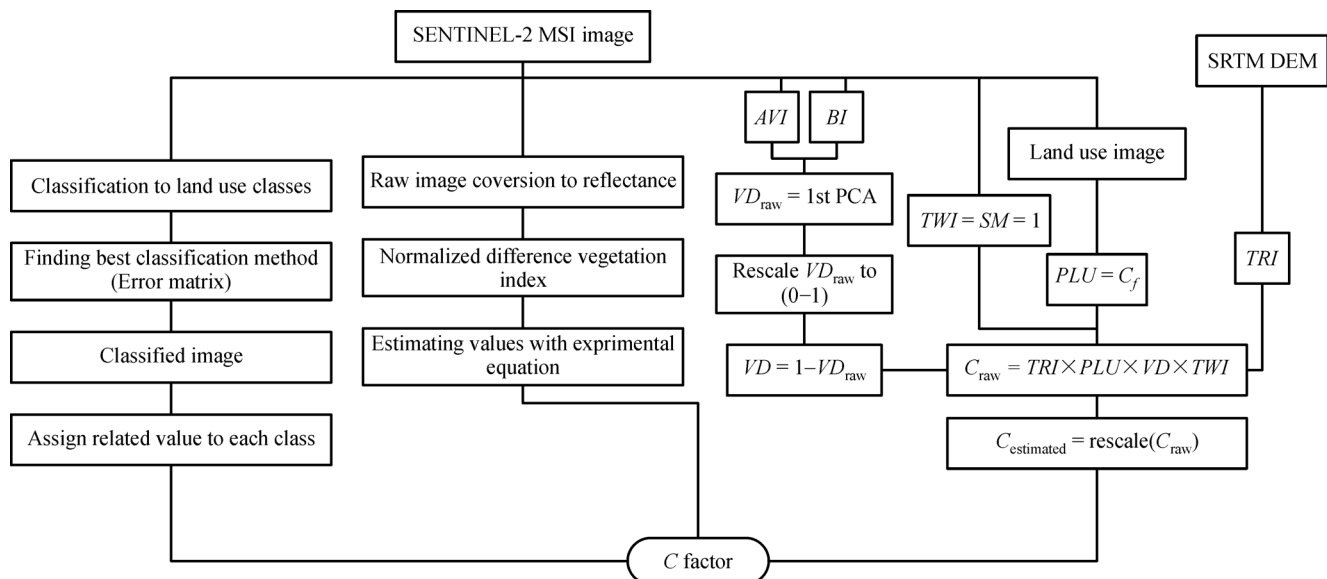 SENTINEL-2 MSI image
SRTM DEM
Classification to land use classes
Finding best classification method
(Error matrix)
Classified image
Assign related value to each class
Raw image coversion to reflectance
Normalized difference vegetation
index
Estimating values with exprimental
equation
AVI
BI
VDraw = 1st PCA
Rescale VDraw to
(0−1)
VD = 1−VDraw
TWI = SM = 1
Land use image
PLU = Cf
TRI
Craw = TRI×PLU×VD×TWI
Cestimated = rescale(Craw)
C factor